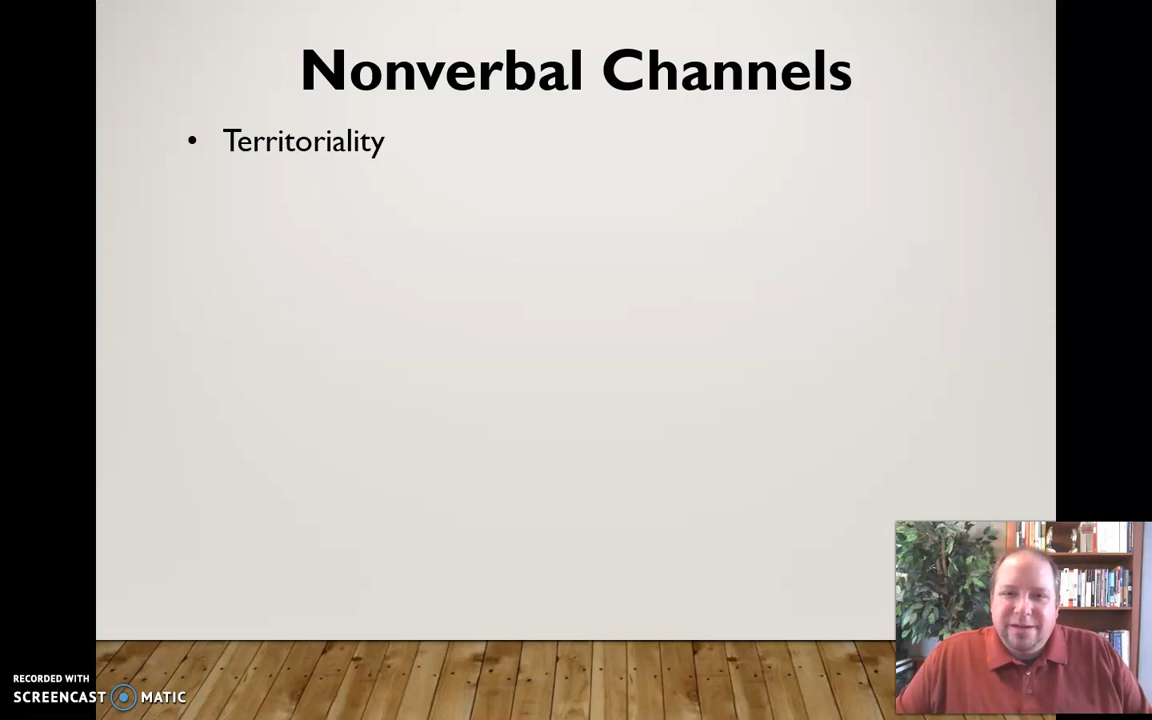 Nonverbal Channels
• Territoriality
RECORDED WITH
SCREENCAST MATIC